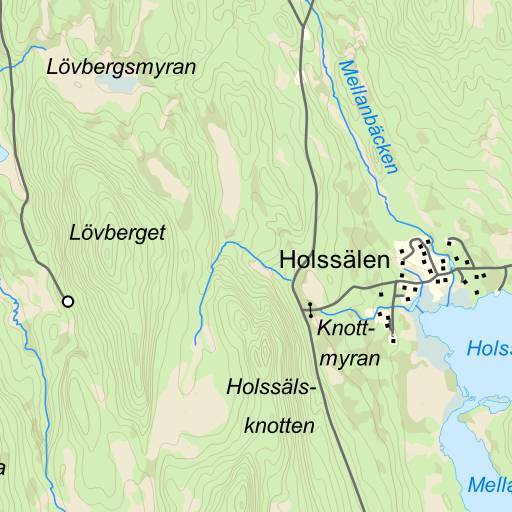 Lövbergsmyran
Mellanbäcken
Lövberget
Holssälen
Knott-
myran
Holss
Holssäls-
knotten
a
Mella